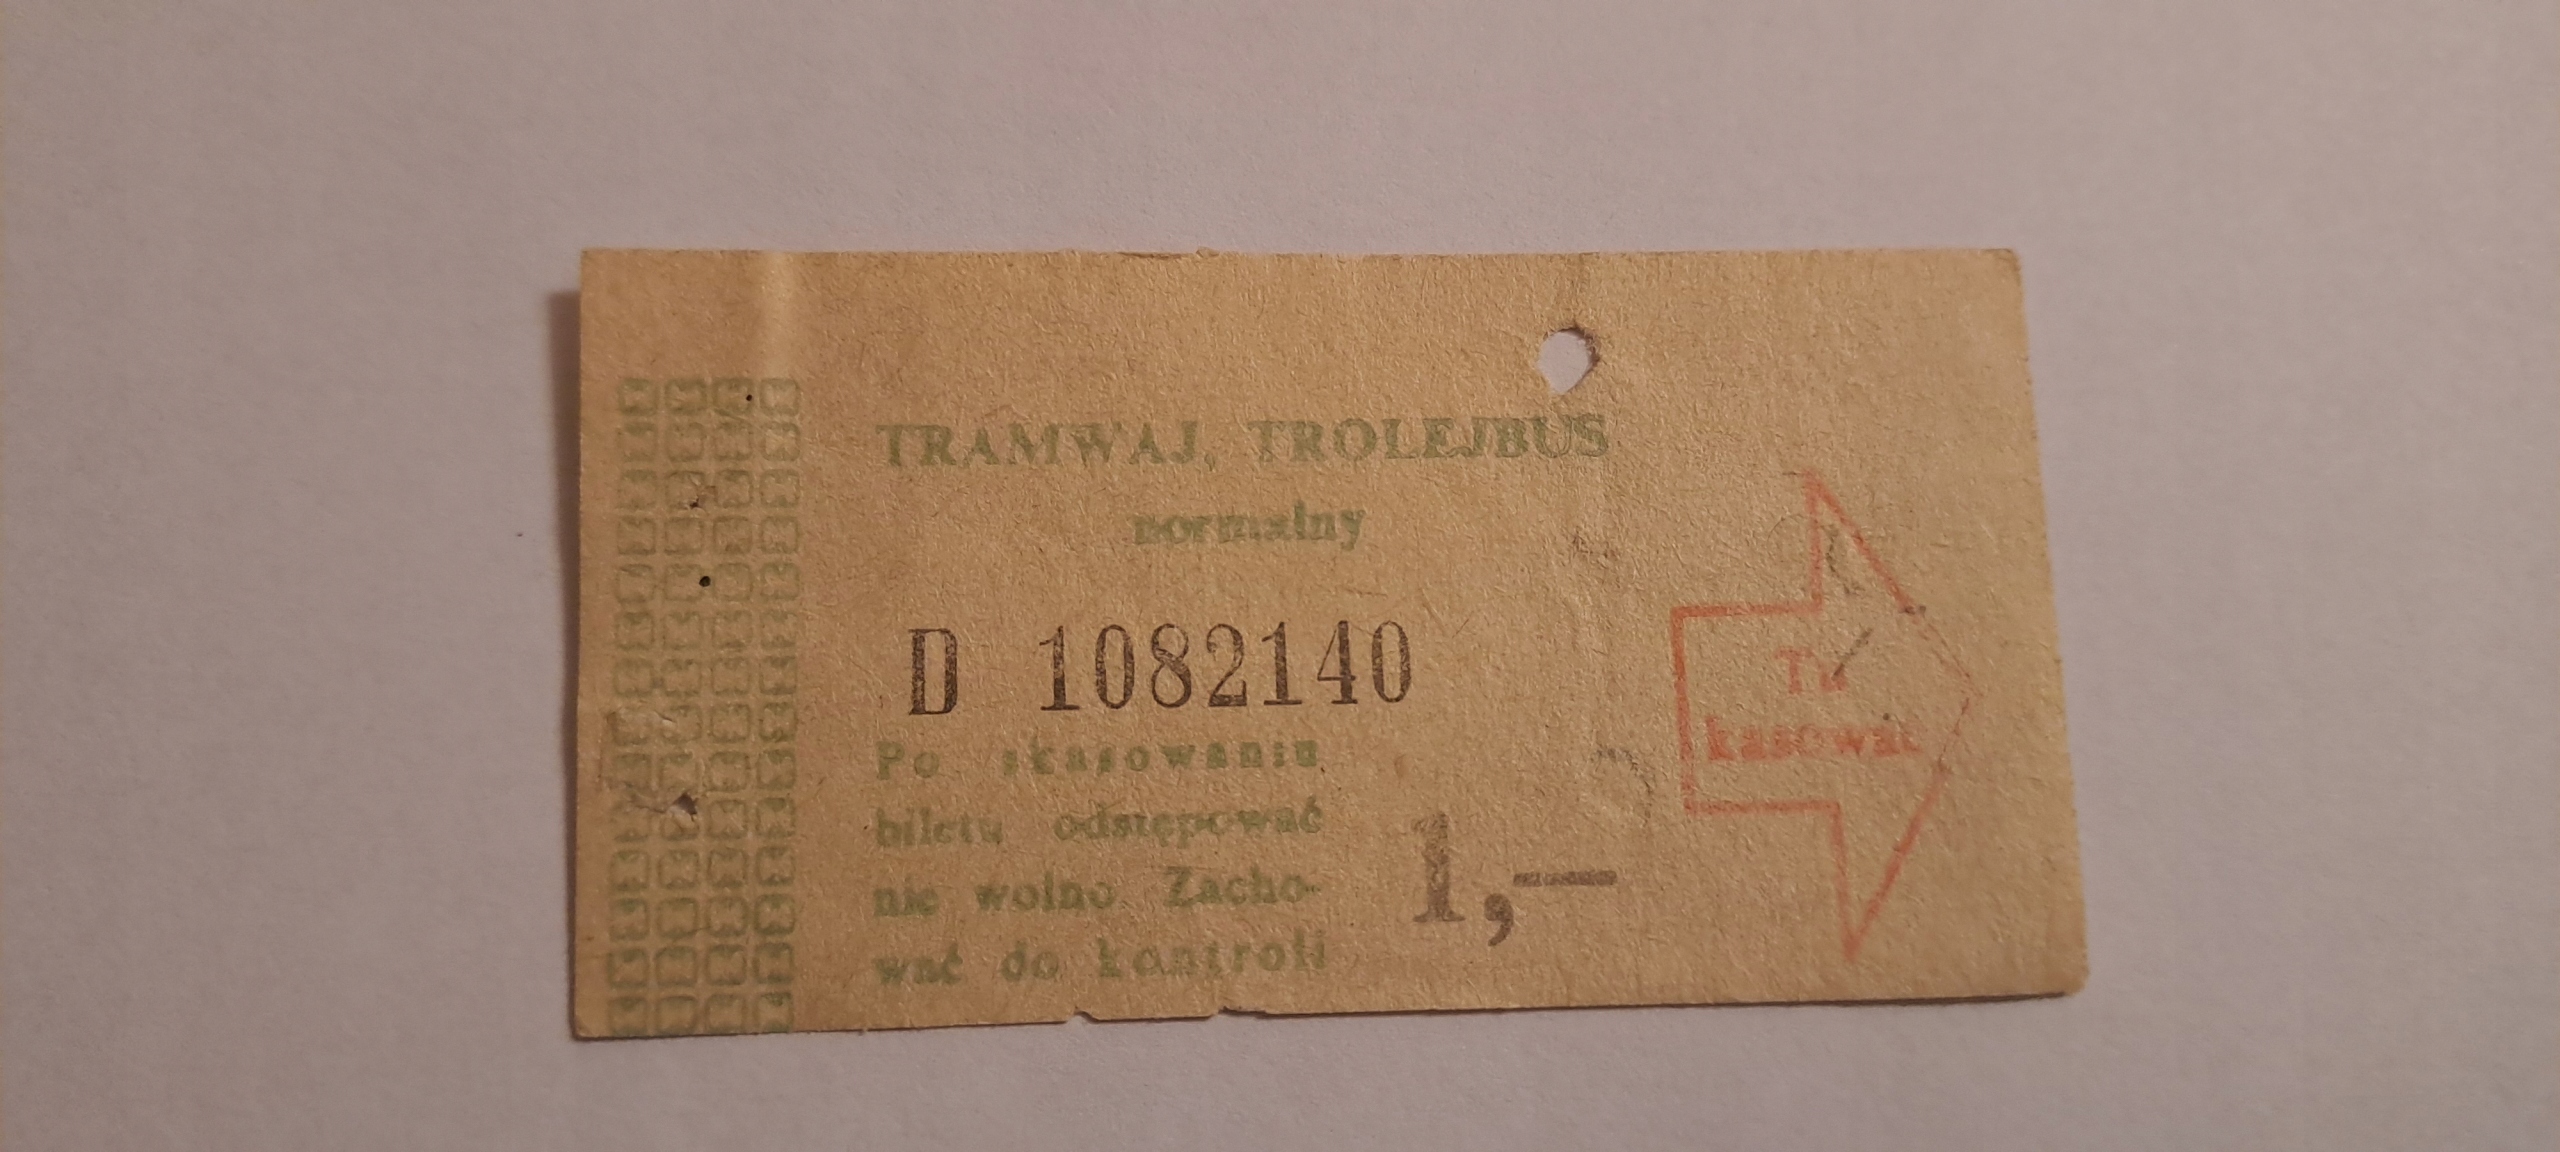 TRAMWAJ, TROLEJBUS
normalny
D 1082140
Po skasowaniu
biletu odstępować
nie wolno. Zacho-
wać do kontroli
1,—
Tu
kasować